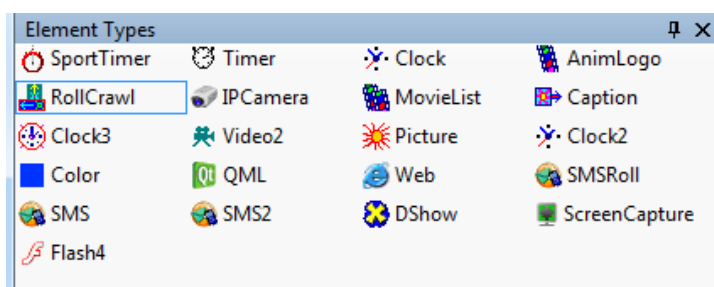 Element Types
SportTimer Timer Clock AnimLogo
RollCrawl IPCamera MovieList Caption
Clock3 Video2 Picture Clock2
Color QML Web SMSRoll
SMS SMS2 DShow ScreenCapture
Flash4